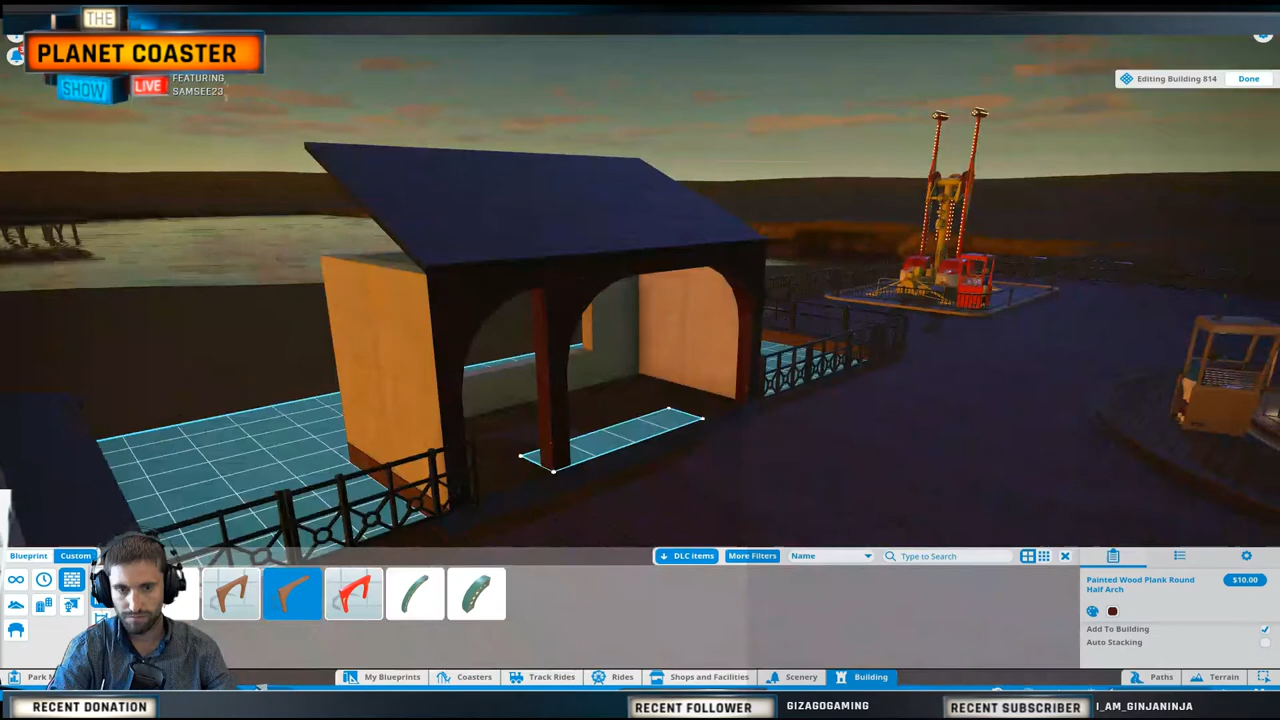 THE
PLANET COASTER
SHOW
LIVE
FEATURING
SAMSEE23
Editing Building 814
Done
Blueprint
Custom
DLC items
More Filters
Name
Type to Search
Painted Wood Plank Round
Half Arch
$10.00
Add To Building
Auto Stacking
Park
My Blueprints
Coasters
Track Rides
Rides
Shops and Facilities
Scenery
Building
Paths
Terrain
RECENT DONATION
RECENT FOLLOWER
GIZAGOGAMING
RECENT SUBSCRIBER
I_AM_GINJANINJA